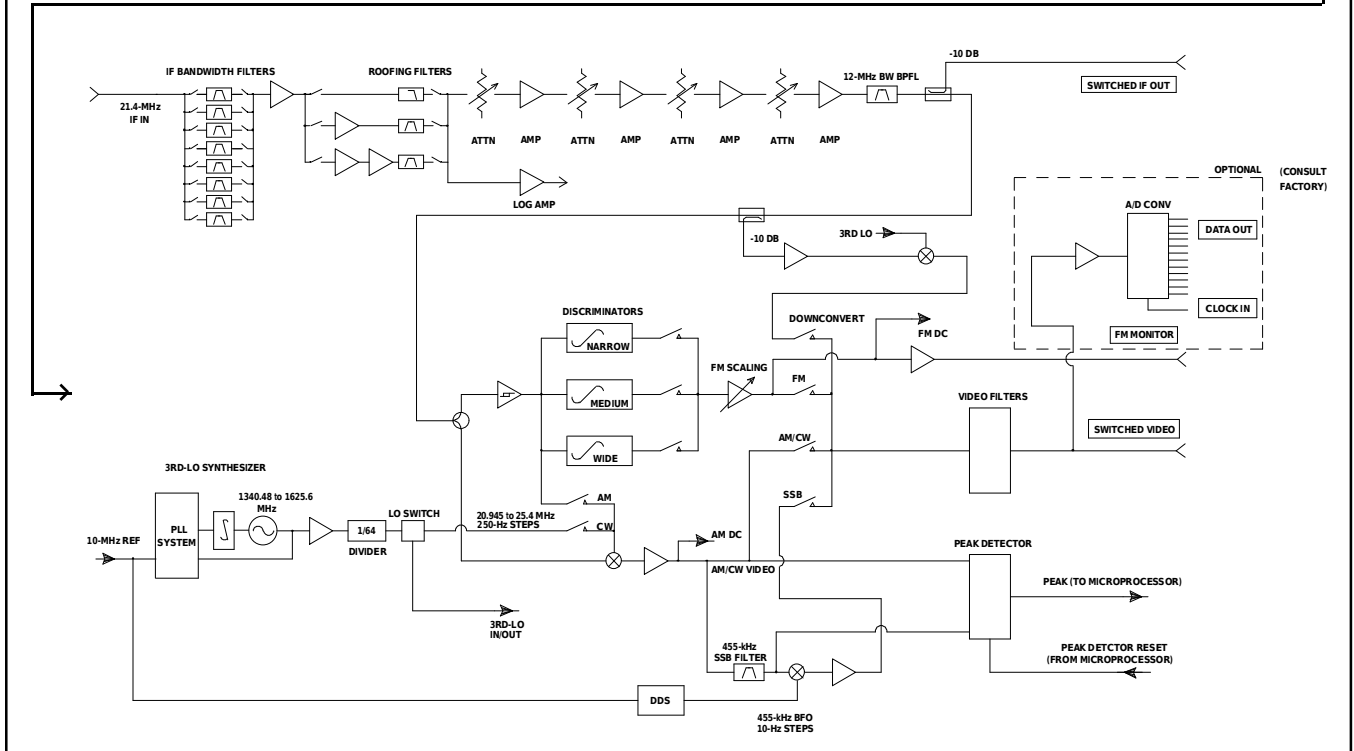 -10 DB
IF BANDWIDTH FILTERS
ROOFING FILTERS
12-MHz BW BPFL
SWITCHED IF OUT
21.4-MHz
IF IN
ATTN
AMP
ATTN
AMP
ATTN
AMP
ATTN
AMP
LOG AMP
OPTIONAL
(CONSULT
FACTORY)
A/D CONV
DATA OUT
-10 DB
3RD LO
CLOCK IN
FM MONITOR
DISCRIMINATORS
DOWNCONVERT
FM DC
NARROW
FM SCALING
FM
MEDIUM
VIDEO FILTERS
SWITCHED VIDEO
AM/CW
WIDE
3RD-LO SYNTHESIZER
SSB
1340.48 to 1625.6
MHz
LO SWITCH
AM
20.945 to 25.4 MHz
250-Hz STEPS
CW
PLL
SYSTEM
1/64
DIVIDER
10-MHz REF
AM DC
PEAK DETECTOR
AM/CW VIDEO
PEAK (TO MICROPROCESSOR)
3RD-LO
IN/OUT
455-kHz
SSB FILTER
PEAK DETCTOR RESET
(FROM MICROPROCESSOR)
DDS
455-kHz BFO
10-Hz STEPS